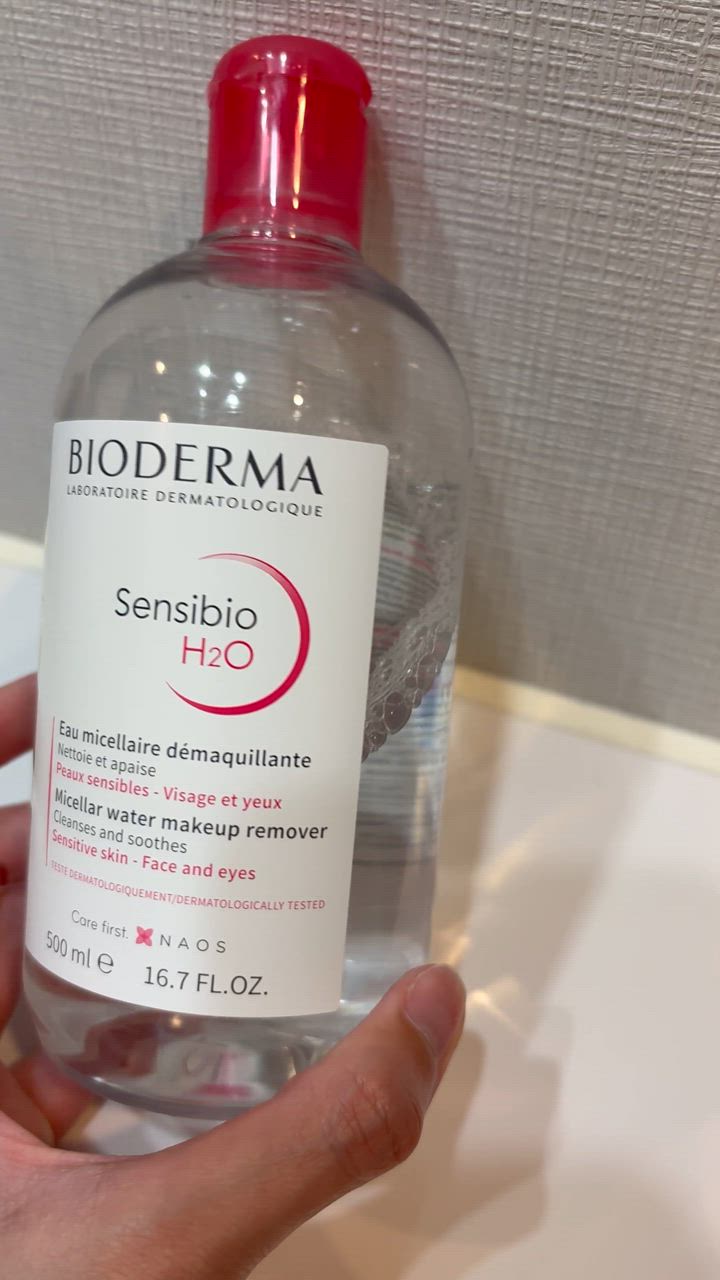 BIODERMA
LABORATOIRE DERMATOLOGIQUE
Sensibio
H2O
Eau micellaire démaquillante
Nettoie et apaise
Peaux sensibles - Visage et yeux
Micellar water makeup remover
Cleanses and soothes
Sensitive skin - Face and eyes
TESTÉ DERMATOLOGIQUEMENT/DERMATOLOGICALLY TESTED
Care first. NAOS
500 ml ℮ 16.7 FL.OZ.